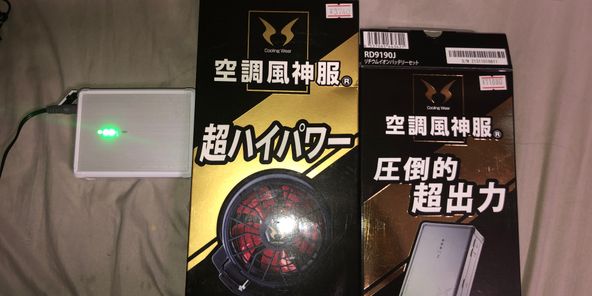 Cooling Wear
空調風神服®
超ハイパワー
RD9190J
リチウムイオンバッテリーセット
Cooling Wear
空調風神服®
圧倒的
超出力